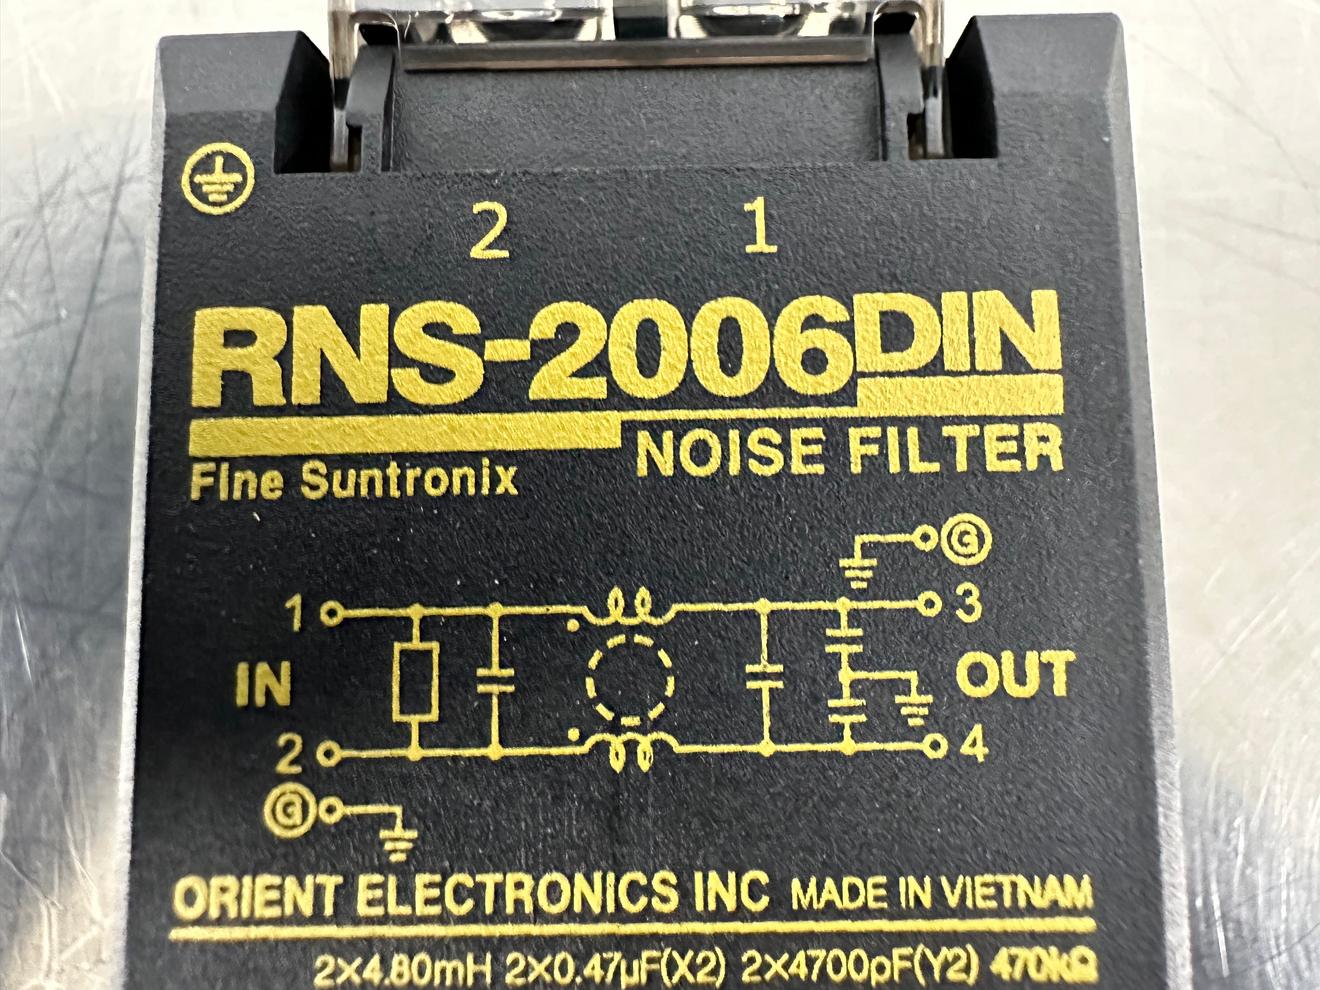 2 1
RNS-2006DIN
NOISE FILTER
FIne Suntronix
G
1 3
IN OUT
2 4
G
ORIENT ELECTRONICS INC MADE IN VIETNAM
2×4.80mH 2×0.47µF(X2) 2×4700pF(Y2) 470kΩ